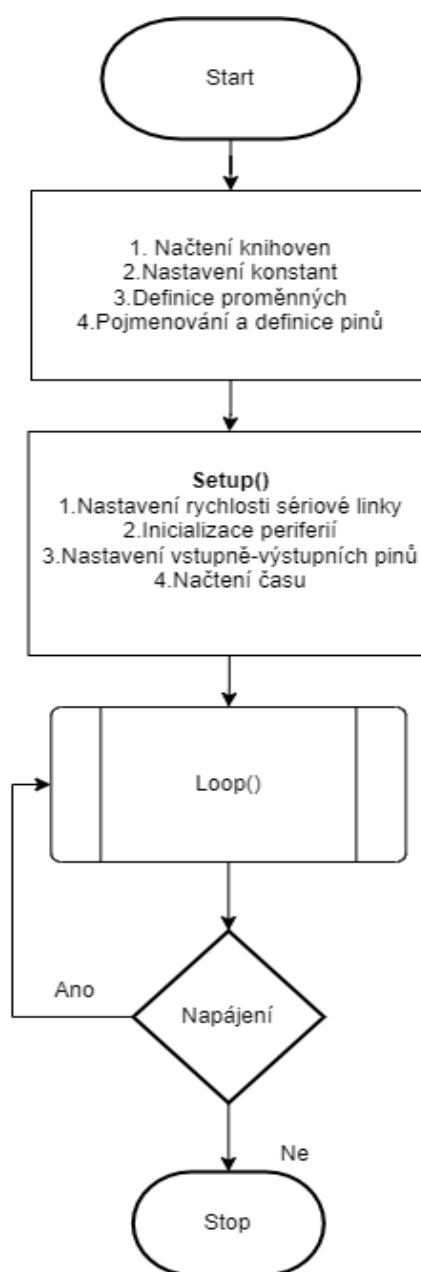 Start
1. Načtení knihoven
2.Nastavení konstant
3.Definice proměnných
4.Pojmenování a definice pinů
Setup()
1.Nastavení rychlosti sériové linky
2.Inicializace periferií
3.Nastavení vstupně-výstupních pinů
4.Načtení času
Loop()
Ano
Napájení
Ne
Stop